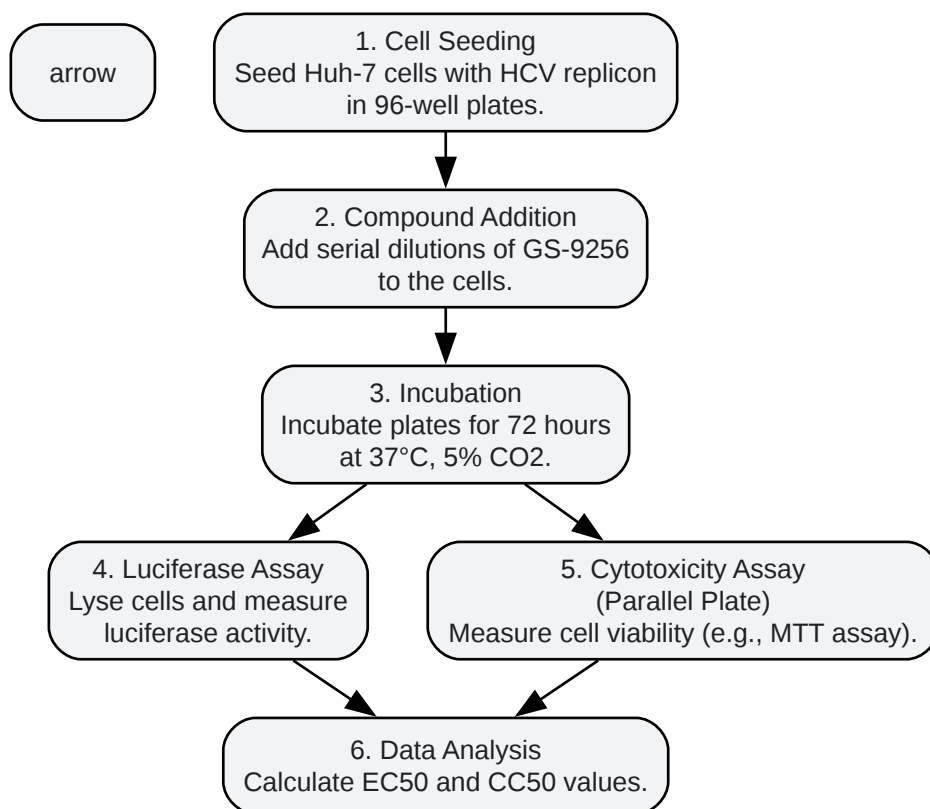 arrow
1. Cell Seeding
Seed Huh-7 cells with HCV replicon
in 96-well plates.
2. Compound Addition
Add serial dilutions of GS-9256
to the cells.
3. Incubation
Incubate plates for 72 hours
at 37°C, 5% CO2.
4. Luciferase Assay
Lyse cells and measure
luciferase activity.
5. Cytotoxicity Assay
(Parallel Plate)
Measure cell viability (e.g., MTT assay).
6. Data Analysis
Calculate EC50 and CC50 values.